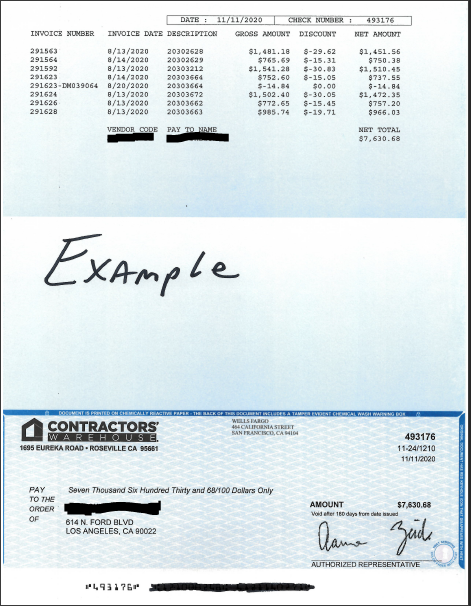 DATE : 11/11/2020 CHECK NUMBER : 493176
INVOICE NUMBER INVOICE DATE DESCRIPTION GROSS AMOUNT DISCOUNT NET AMOUNT
291563 8/13/2020 20302628 $1,481.18 $-29.62 $1,451.56
291564 8/14/2020 20302629 $765.69 $-15.31 $750.38
291592 8/13/2020 20303212 $1,541.28 $-30.83 $1,510.45
291623 8/14/2020 20303664 $752.60 $-15.05 $737.55
291623-DM039064 8/20/2020 20303664 $-14.84 $0.00 $-14.84
291624 8/13/2020 20303672 $1,502.40 $-30.05 $1,472.35
291626 8/13/2020 20303662 $772.65 $-15.45 $757.20
291628 8/13/2020 20303663 $985.74 $-19.71 $966.03
VENDOR CODE PAY TO NAME NET TOTAL
$7,630.68
Example
DOCUMENT IS PRINTED ON CHEMICALLY REACTIVE PAPER - THE BACK OF THIS DOCUMENT INCLUDES A TAMPER EVIDENT CHEMICAL WASH WARNING BOX
CONTRACTORS'
WAREHOUSE
1695 EUREKA ROAD • ROSEVILLE CA 95661
WELLS FARGO
464 CALIFORNIA STREET
SAN FRANCISCO, CA 94104
493176
11-24/1210
11/11/2020
PAY
TO THE
ORDER
OF
Seven Thousand Six Hundred Thirty and 68/100 Dollars Only
614 N. FORD BLVD
LOS ANGELES, CA 90022
AMOUNT $7,630.68
Void after 180 days from date issued
AUTHORIZED REPRESENTATIVE
⑈493176⑈